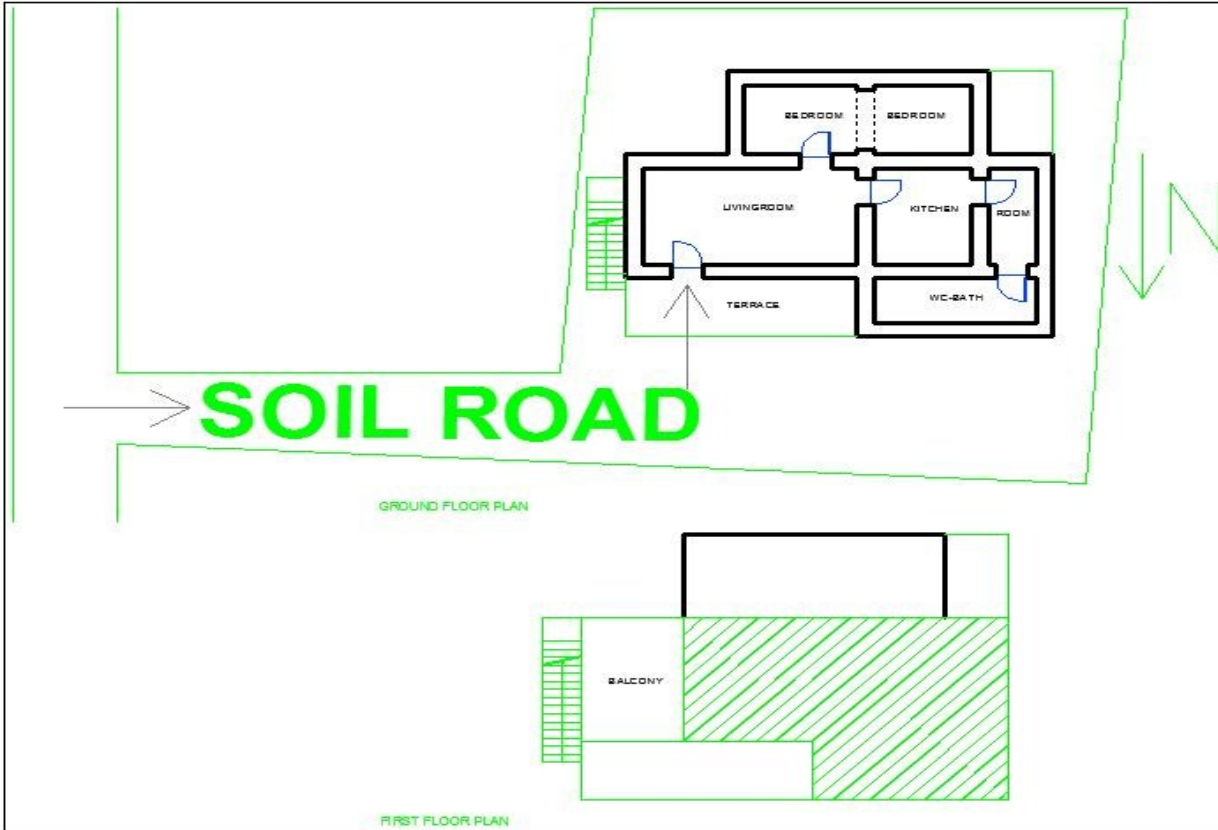 BEDROOM
BEDROOM
LIVINGROOM
KITCHEN
ROOM
N
TERRACE
WC-BATH
SOIL ROAD
GROUND FLOOR PLAN
BALCONY
FIRST FLOOR PLAN